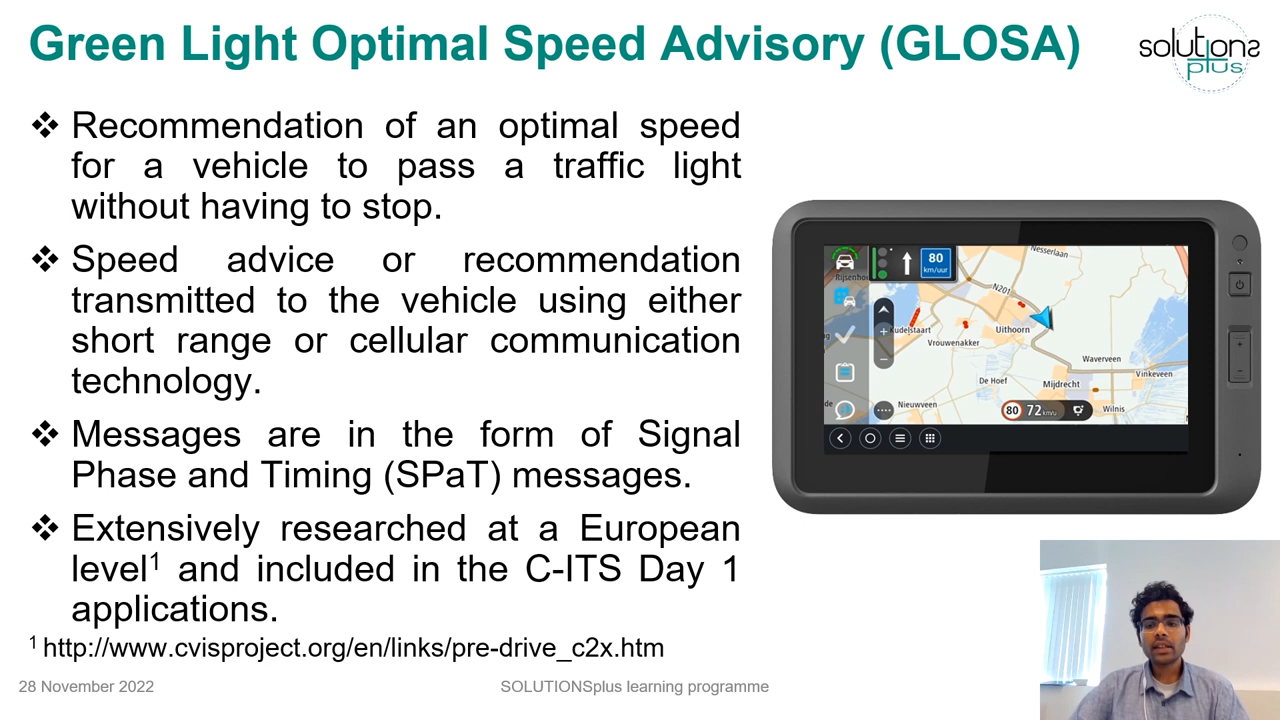 Green Light Optimal Speed Advisory (GLOSA)
solutions
plus
❖ Recommendation of an optimal speed
for a vehicle to pass a traffic light
without having to stop.
❖ Speed advice or recommendation
transmitted to the vehicle using either
short range or cellular communication
technology.
❖ Messages are in the form of Signal
Phase and Timing (SPaT) messages.
❖ Extensively researched at a European
level¹ and included in the C-ITS Day 1
applications.
¹ http://www.cvisproject.org/en/links/pre-drive_c2x.htm
80
km/uur
Nesserlaan
N201
Kudelstaart
Uithoorn
Vrouwenakker
Waverveen
Vinkeveen
De Hoef
Mijdrecht
Nieuwveen
80 72 km/u
Wilnis
28 November 2022
SOLUTIONSplus learning programme